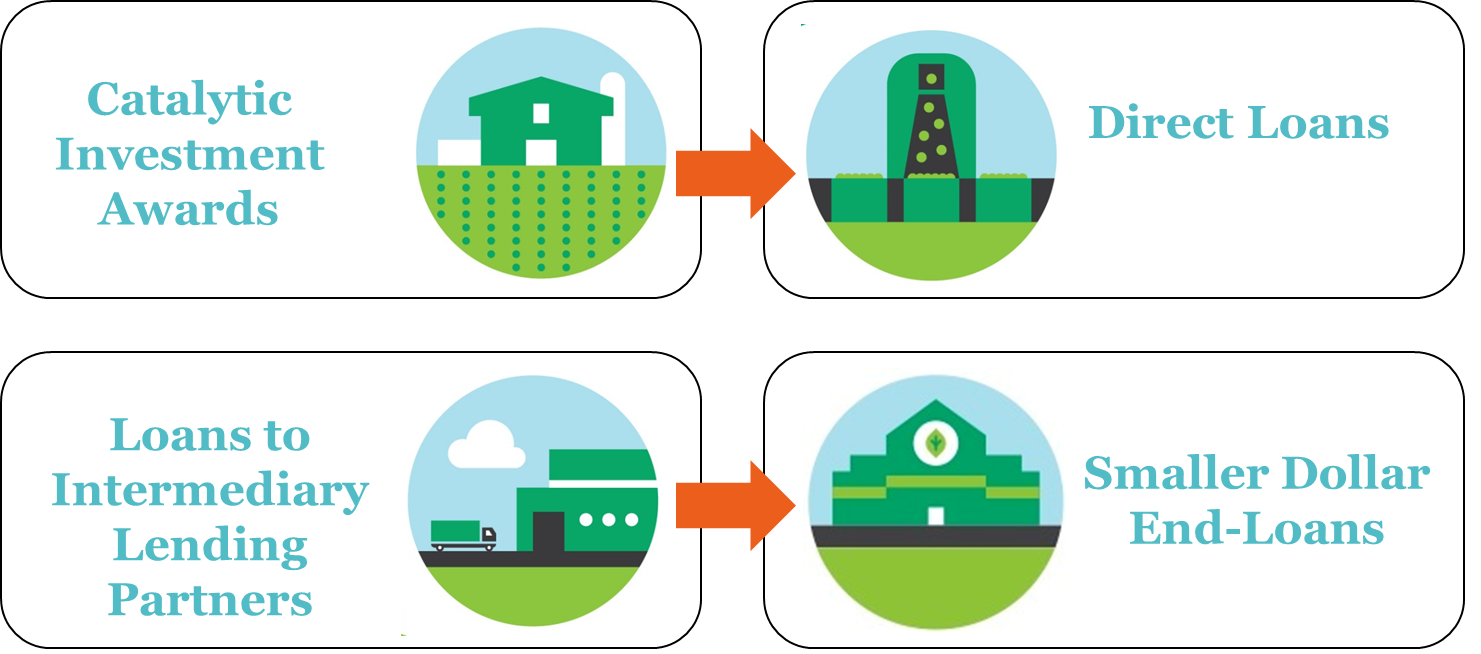 Catalytic
Investment
Awards
Direct Loans
Loans to
Intermediary
Lending
Partners
Smaller Dollar
End-Loans